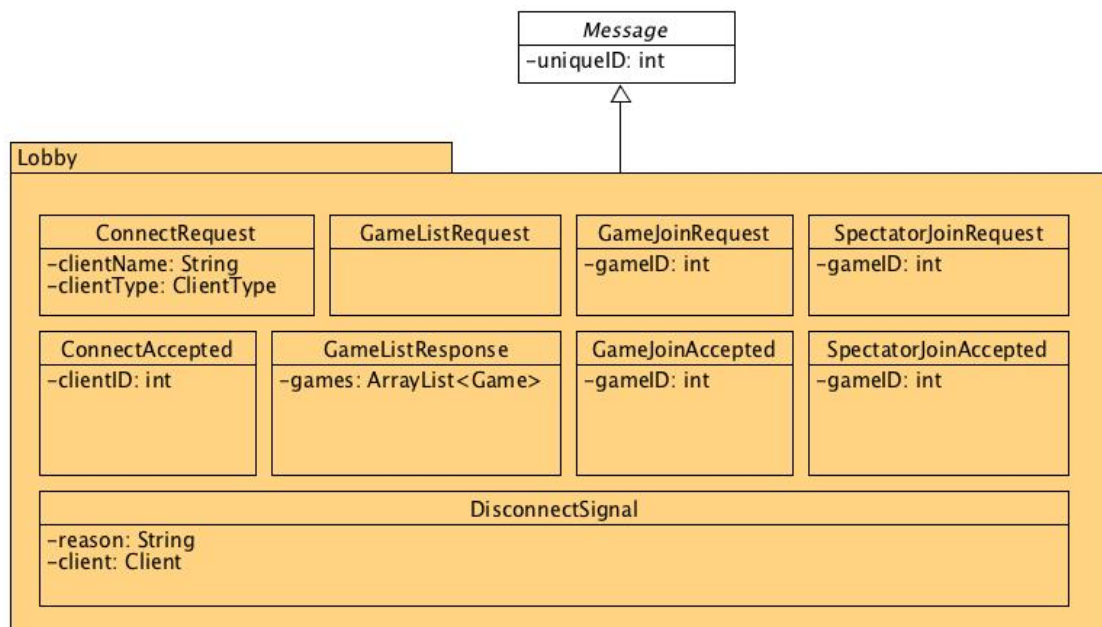 Message
-uniqueID: int
Lobby
ConnectRequest
-clientName: String
-clientType: ClientType
GameListRequest
GameJoinRequest
-gameID: int
SpectatorJoinRequest
-gameID: int
ConnectAccepted
-clientID: int
GameListResponse
-games: ArrayList<Game>
GameJoinAccepted
-gameID: int
SpectatorJoinAccepted
-gameID: int
DisconnectSignal
-reason: String
-client: Client